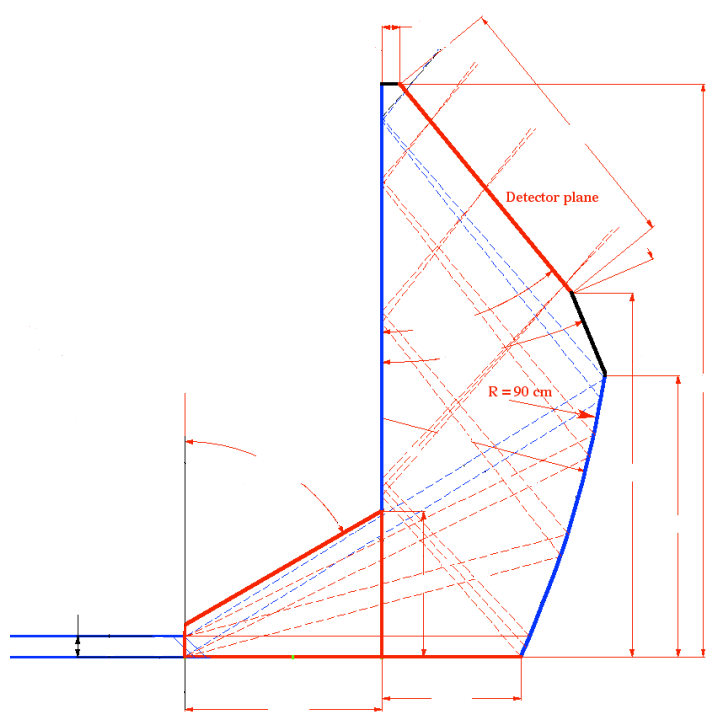 Detector plane
R = 90 cm